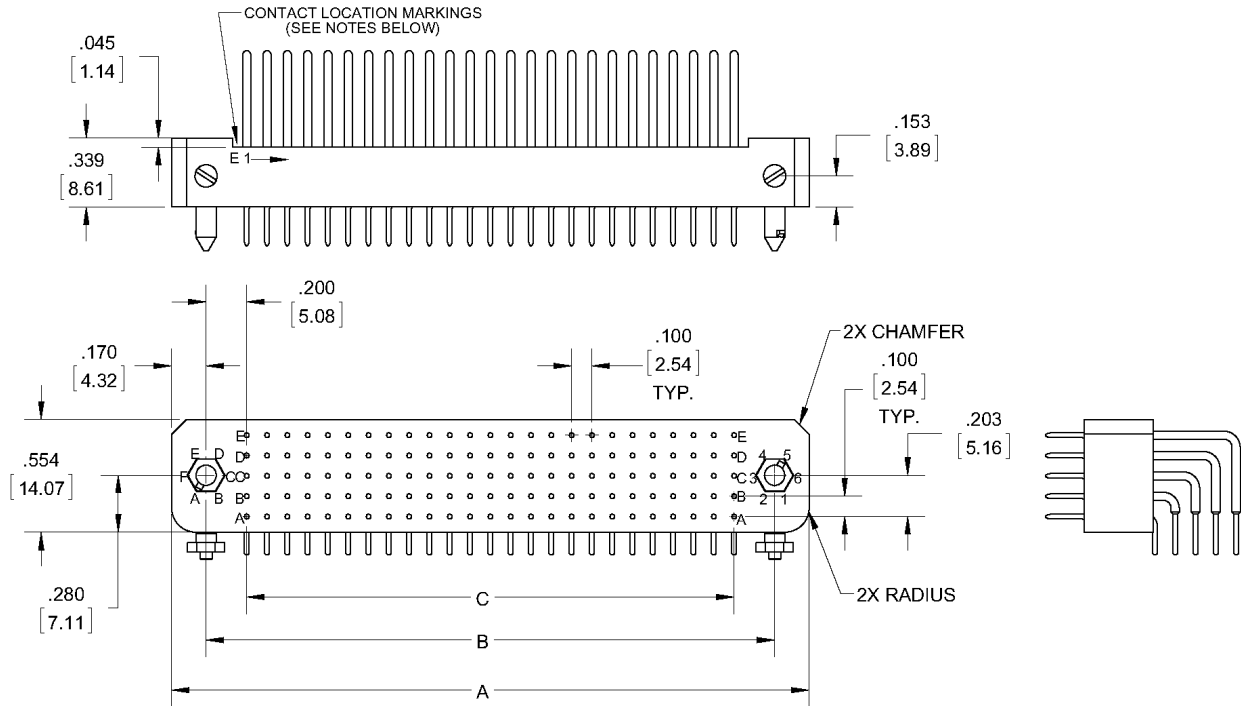 CONTACT LOCATION MARKINGS
(SEE NOTES BELOW)
.045
[1.14]
.339
[8.61]
E 1
.153
[3.89]
.200
[5.08]
.170
[4.32]
.100
[2.54]
TYP.
2X CHAMFER
.100
[2.54]
TYP.
.203
[5.16]
.554
[14.07]
E D
F C
A B
E
D
C
B
A
E
D
C
B
A
4 5
3 6
2 1
.280
[7.11]
2X RADIUS
C
B
A